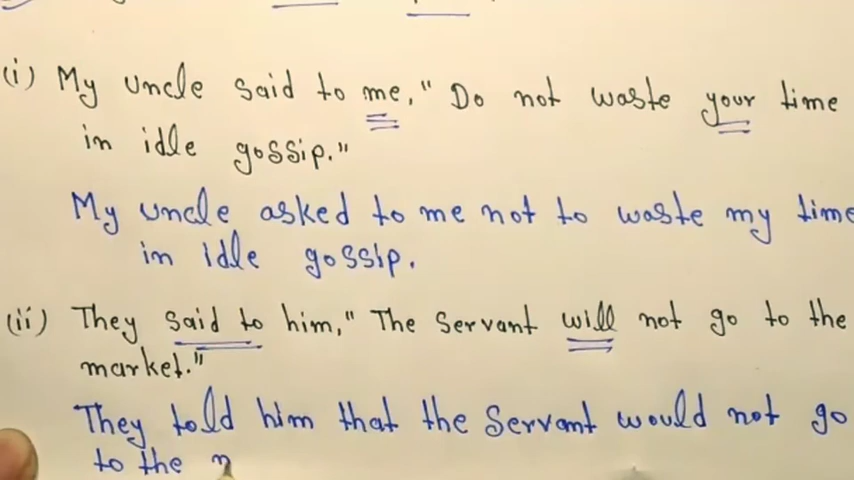 (i) My uncle said to me," Do not waste your time
in idle gossip."
My uncle asked to me not to waste my time
in idle gossip.
(ii) They said to him," The Servant will not go to the
market."
They told him that the Servant would not go
to the